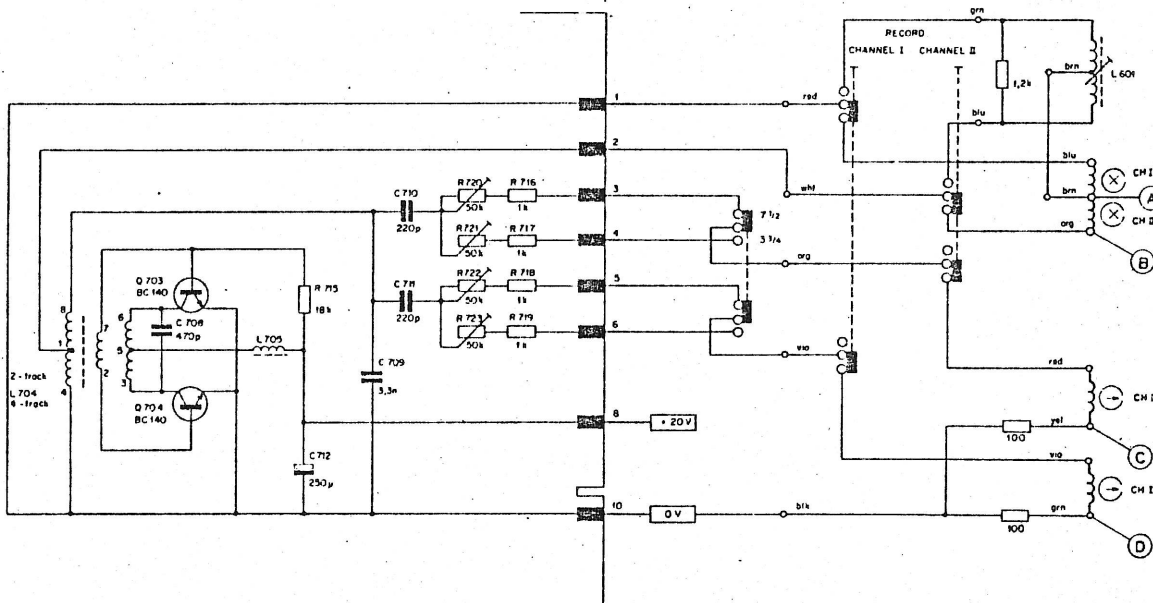 grn
RECORD
CHANNEL I CHANNEL II
brn
L 601
1,2k
1
red
blu
2
blu
R 720
R 716
3
C 710
wht
CH I
50k
1k
brn
A
220p
R 721
R 717
4
7 1/2
3 3/4
CH II
50k
1k
org
org
B
R 722
R 718
5
Q 703
BC 140
C 711
50k
1k
R 715
18k
220p
R 723
R 719
6
8
7
6
C 708
470p
50k
1k
1
5
L 705
vio
C 709
3,3n
2 - track
L 704
4 - track
4
2
3
red
Q 704
BC 140
CH I
8
+ 20 V
yel
100
C
C 712
250µ
vio
10
0 V
blk
CH I
grn
100
D